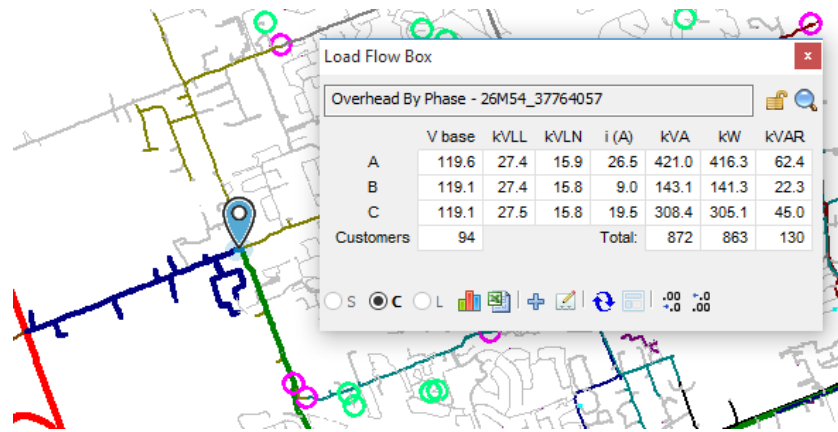 Load Flow Box
x
Overhead By Phase - 26M54_37764057
V base kVLL kVLN i (A) kVA kW kVAR
A 119.6 27.4 15.9 26.5 421.0 416.3 62.4
B 119.1 27.4 15.8 9.0 143.1 141.3 22.3
C 119.1 27.5 15.8 19.5 308.4 305.1 45.0
Customers 94 Total: 872 863 130
S C L .00 .0
.0 .00